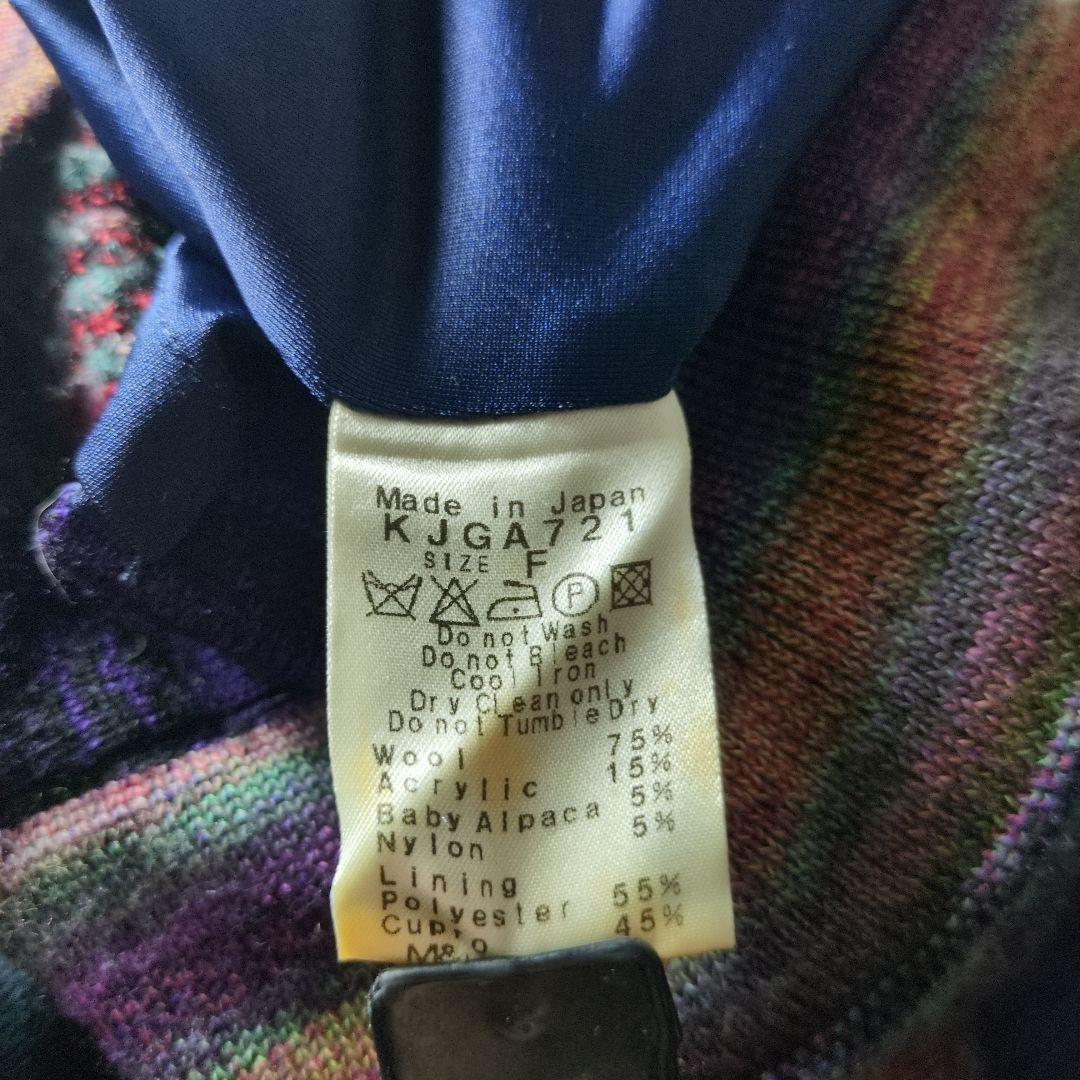 Made in Japan
KJGA721
SIZE F
P
Do not Wash
Do not Bleach
Cool Iron
Dry Clean only
Do not Tumble Dry
Wool 75%
Acrylic 15%
Baby Alpaca 5%
Nylon 5%
Lining
Polyester 55%
45%